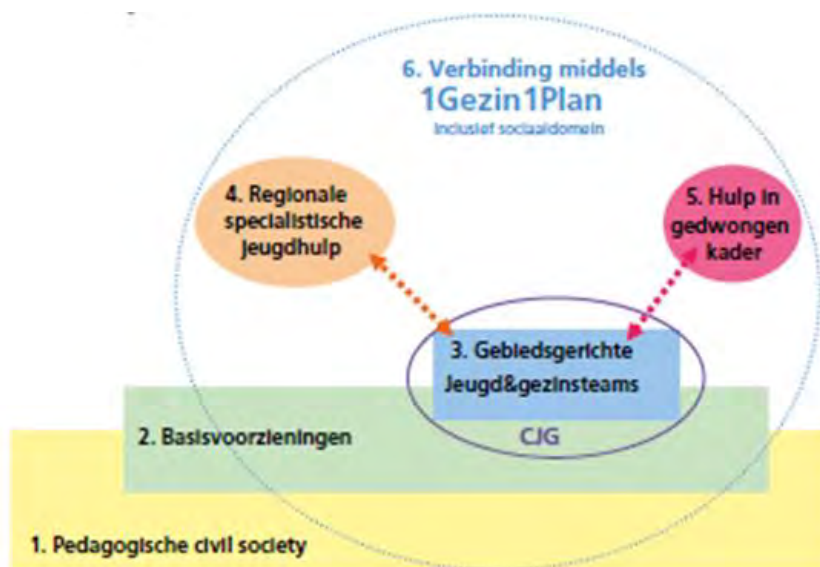 6. Verbinding middels
1Gezin1Plan
Inclusief sociaaldomein
4. Regionale
specialistische
jeugdhulp
5. Hulp in
gedwongen
kader
3. Gebiedsgerichte
Jeugd&gezinsteams
2. Basisvoorzieningen
CJG
1. Pedagogische civil society